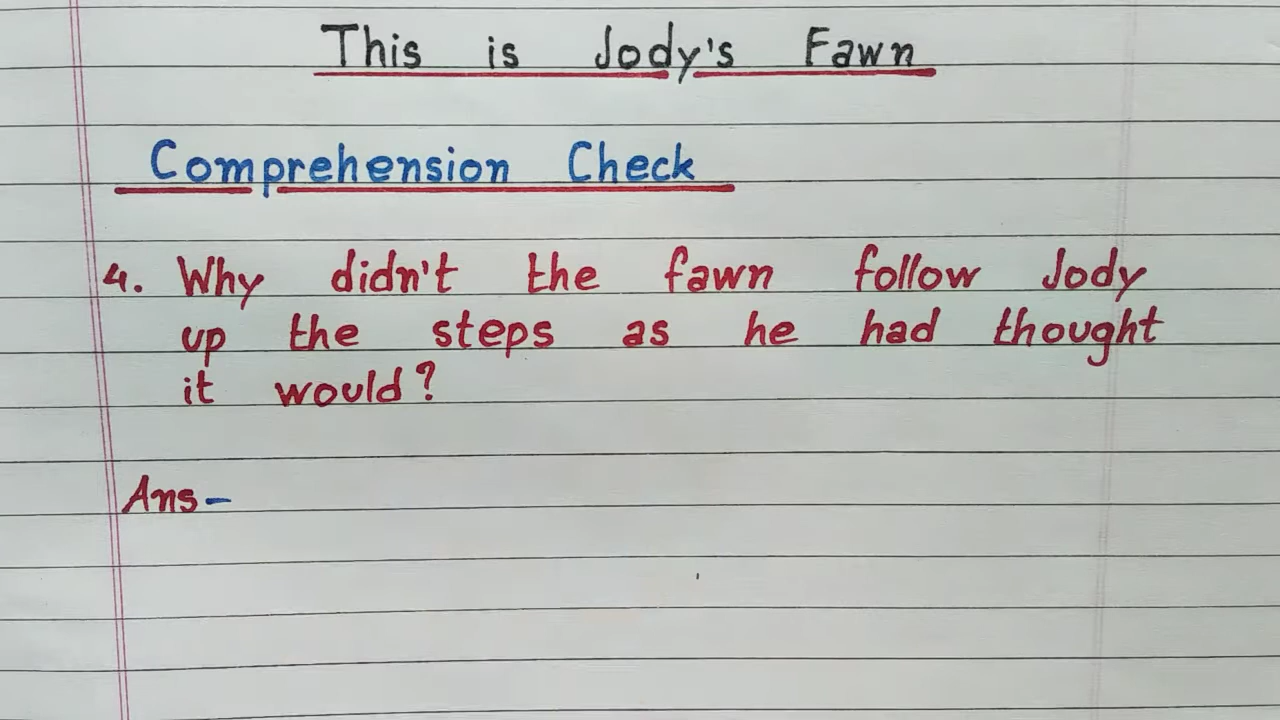 This is Jody's Fawn
Comprehension Check
4. Why didn't the fawn follow Jody
up the steps as he had thought
it would?
Ans-